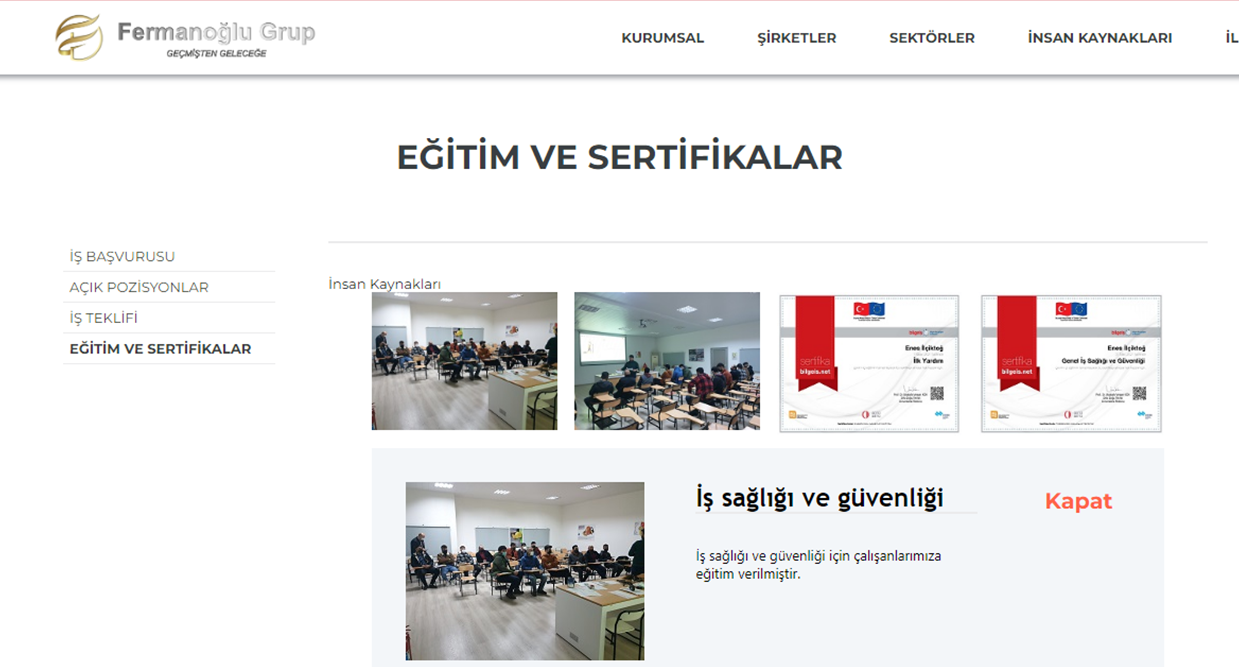 Fermanoğlu Grup
GEÇMİŞTEN GELECEĞE
KURUMSAL
ŞİRKETLER
SEKTÖRLER
İNSAN KAYNAKLARI
İL
EĞİTİM VE SERTİFİKALAR
İŞ BAŞVURUSU
AÇIK POZİSYONLAR
İŞ TEKLİFİ
EĞİTİM VE SERTİFİKALAR
İnsan Kaynakları
Enes İlçiktoğ
İlk Yardım
sertifika
bilgeis.net
Enes İlçiktoğ
Genel İş Sağlığı ve Güvenliği
sertifika
bilgeis.net
İş sağlığı ve güvenliği
Kapat
İş sağlığı ve güvenliği için çalışanlarımıza
eğitim verilmiştir.